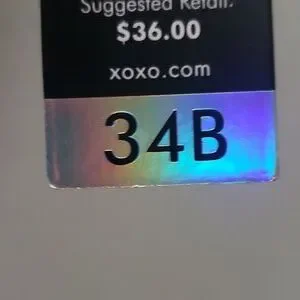 Suggested Retail:
$36.00
xoxo.com
34B